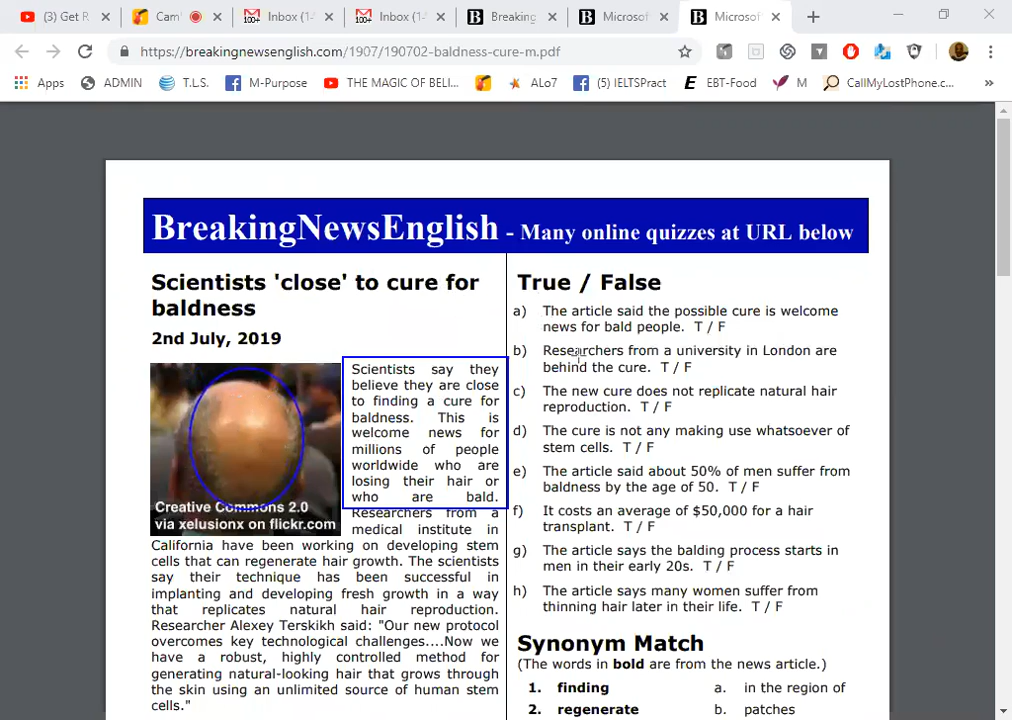 (3) Get R
Cam
Inbox (1
Inbox (1
Breaking
Microsof
Microsof
https://breakingnewsenglish.com/1907/190702-baldness-cure-m.pdf
Apps
ADMIN
T.L.S.
M-Purpose
THE MAGIC OF BELI...
ALo7
(5) IELTSPract
EBT-Food
M
CallMyLostPhone.c...
»
BreakingNewsEnglish - Many online quizzes at URL below
Scientists 'close' to cure for
baldness
2nd July, 2019
Creative Commons 2.0
via xelusionx on flickr.com
Scientists say they
believe they are close
to finding a cure for
baldness. This is
welcome news for
millions of people
worldwide who are
losing their hair or
who are bald.
Researchers from a
medical institute in
California have been working on developing stem
cells that can regenerate hair growth. The scientists
say their technique has been successful in
implanting and developing fresh growth in a way
that replicates natural hair reproduction.
Researcher Alexey Terskikh said: "Our new protocol
overcomes key technological challenges....Now we
have a robust, highly controlled method for
generating natural-looking hair that grows through
the skin using an unlimited source of human stem
cells."
True / False
a) The article said the possible cure is welcome
news for bald people. T / F
b) Researchers from a university in London are
behind the cure. T / F
c) The new cure does not replicate natural hair
reproduction. T / F
d) The cure is not any making use whatsoever of
stem cells. T / F
e) The article said about 50% of men suffer from
baldness by the age of 50. T / F
f) It costs an average of $50,000 for a hair
transplant. T / F
g) The article says the balding process starts in
men in their early 20s. T / F
h) The article says many women suffer from
thinning hair later in their life. T / F
Synonym Match
(The words in bold are from the news article.)
1. finding a. in the region of
2. regenerate b. patches